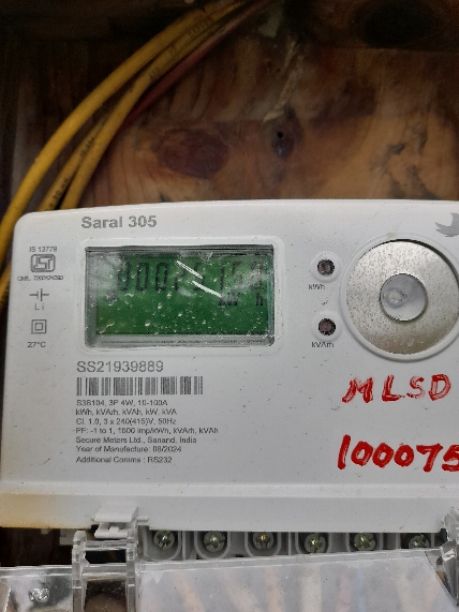 Saral 305
IS 13779
kWh
L i
27°C
kVArh
SS21939889
MLSD
S3B104, 3P 4W, 10-100A
kWh, kVArh, kVAh, kW, kVA
Cl. 1.0, 3 x 240(415)V, 50Hz
PF: -1 to 1, 1600 imp/kWh, kVArh, kVAh
100075
Secure Meters Ltd., Sanand, India
Year of Manufacture: 08/2024
Additional Comms : RS232